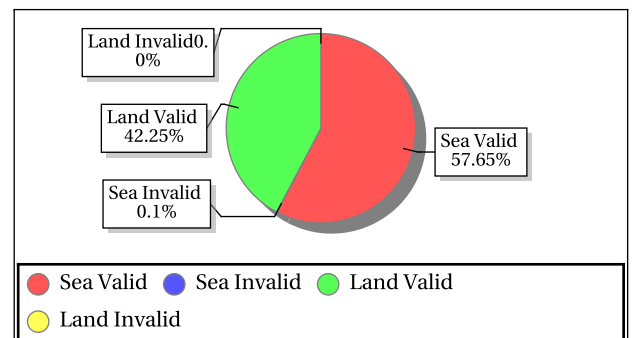 Land Invalid0.
0%
Land Valid
42.25%
Sea Valid
57.65%
Sea Invalid
0.1%
Sea Valid
Sea Invalid
Land Valid
Land Invalid